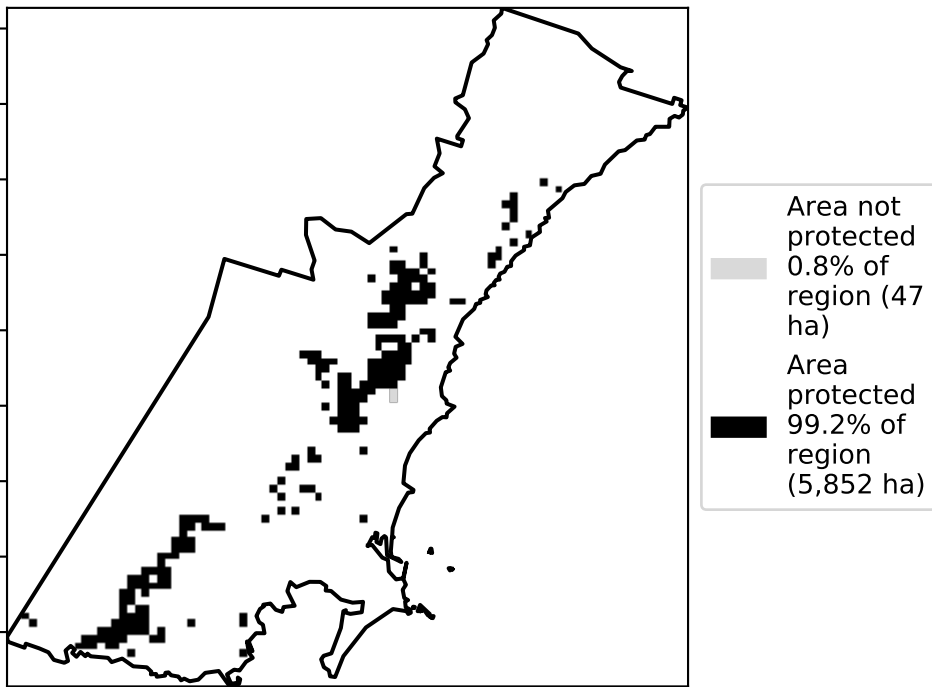 Area not
protected
0.8% of
region (47
ha)
Area
protected
99.2% of
region
(5,852 ha)